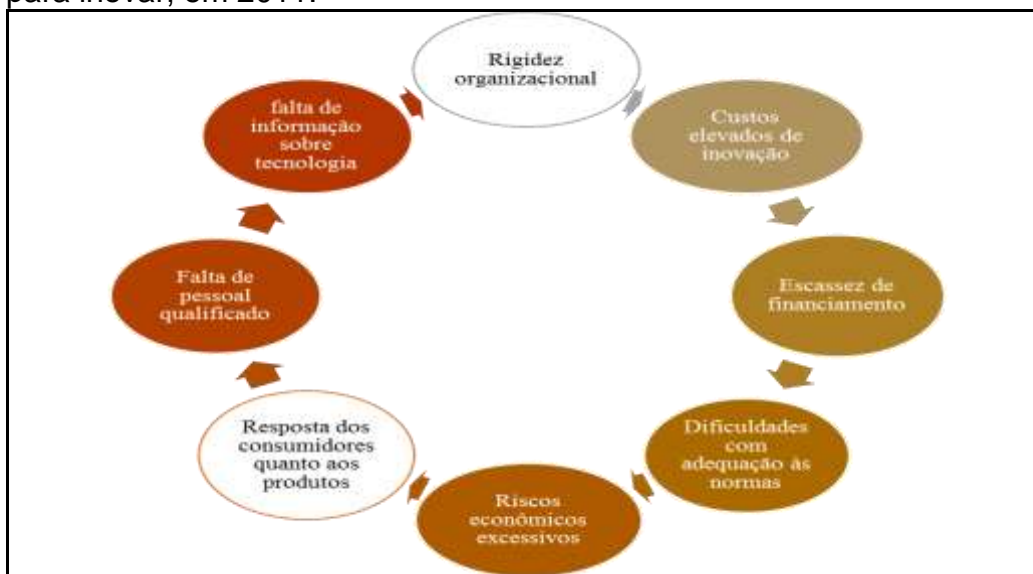 para inovar, em 2011.
Rigidez
organizacional
Custos
elevados de
inovação
Escassez de
financiamento
Dificuldades
com
adequação às
normas
Riscos
econômicos
excessivos
Resposta dos
consumidores
quanto aos
produtos
Falta de
pessoal
qualificado
falta de
informação
sobre
tecnologia